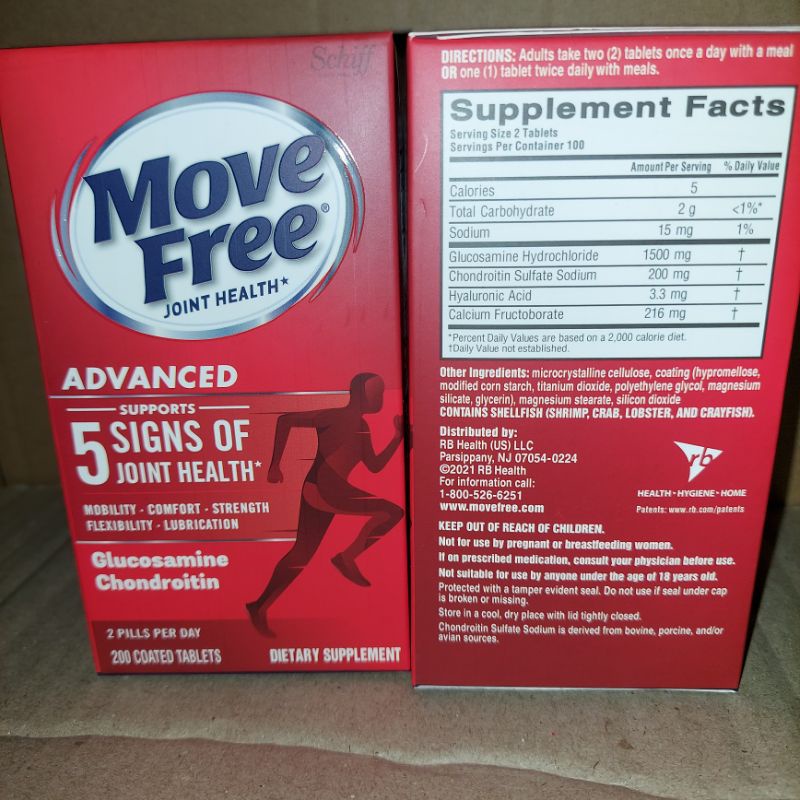 Schiff
Move
Free®
JOINT HEALTH*
ADVANCED
SUPPORTS
5 SIGNS OF
JOINT HEALTH*
MOBILITY - COMFORT - STRENGTH
FLEXIBILITY - LUBRICATION
Glucosamine
Chondroitin
2 PILLS PER DAY
200 COATED TABLETS DIETARY SUPPLEMENT
DIRECTIONS: Adults take two (2) tablets once a day with a meal
OR one (1) tablet twice daily with meals.
Supplement Facts
Serving Size 2 Tablets
Servings Per Container 100
Amount Per Serving % Daily Value
Calories 5
Total Carbohydrate 2 g <1%*
Sodium 15 mg 1%
Glucosamine Hydrochloride 1500 mg †
Chondroitin Sulfate Sodium 200 mg †
Hyaluronic Acid 3.3 mg †
Calcium Fructoborate 216 mg †
*Percent Daily Values are based on a 2,000 calorie diet.
†Daily Value not established.
Other Ingredients: microcrystalline cellulose, coating (hypromellose,
modified corn starch, titanium dioxide, polyethylene glycol, magnesium
silicate, glycerin), magnesium stearate, silicon dioxide
CONTAINS SHELLFISH (SHRIMP, CRAB, LOBSTER, AND CRAYFISH).
Distributed by:
RB Health (US) LLC
Parsippany, NJ 07054-0224
©2021 RB Health
For information call:
1-800-526-6251
www.movefree.com
rb
HEALTH • HYGIENE • HOME
Patents: www.rb.com/patents
KEEP OUT OF REACH OF CHILDREN.
Not for use by pregnant or breastfeeding women.
If on prescribed medication, consult your physician before use.
Not suitable for use by anyone under the age of 18 years old.
Protected with a tamper evident seal. Do not use if seal under cap
is broken or missing.
Store in a cool, dry place with lid tightly closed.
Chondroitin Sulfate Sodium is derived from bovine, porcine, and/or
avian sources.